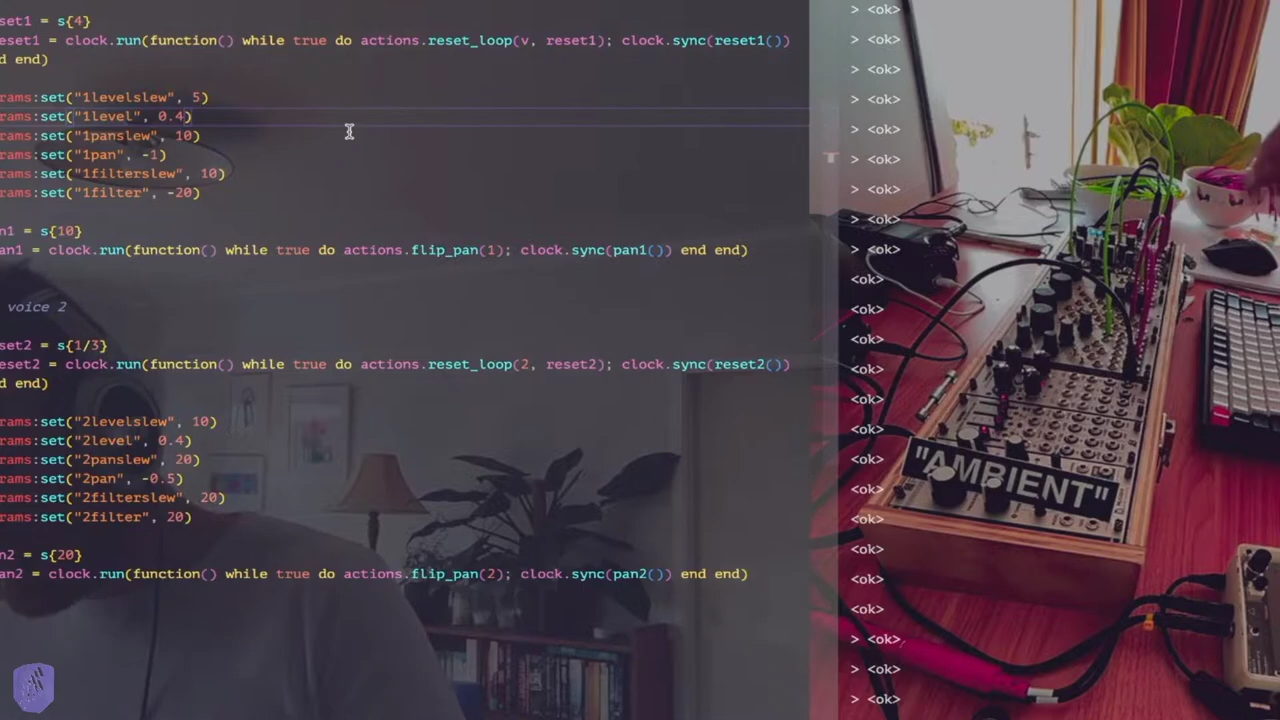 set1 = s{4}
eset1 = clock.run(function() while true do actions.reset_loop(v, reset1); clock.sync(reset1())
d end)
rams:set("1levelslew", 5)
rams:set("1level", 0.4)
rams:set("1panslew", 10)
rams:set("1pan", -1)
rams:set("1filterslew", 10)
rams:set("1filter", -20)
n1 = s{10}
an1 = clock.run(function() while true do actions.flip_pan(1); clock.sync(pan1()) end end)
voice 2
set2 = s{1/3}
eset2 = clock.run(function() while true do actions.reset_loop(2, reset2); clock.sync(reset2())
d end)
rams:set("2levelslew", 10)
rams:set("2level", 0.4)
rams:set("2panslew", 20)
rams:set("2pan", -0.5)
rams:set("2filterslew", 20)
rams:set("2filter", 20)
n2 = s{20}
an2 = clock.run(function() while true do actions.flip_pan(2); clock.sync(pan2()) end end)
> <ok>
> <ok>
> <ok>
> <ok>
> <ok>
> <ok>
> <ok>
> <ok>
> <ok>
<ok>
<ok>
<ok>
<ok>
<ok>
<ok>
<ok>
<ok>
<ok>
<ok>
<ok>
<ok>
> <ok>
> <ok>
> <ok>
"AMBIENT"